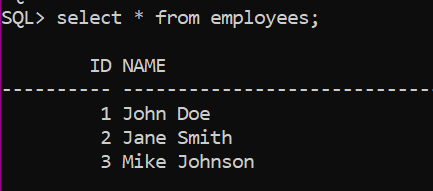 SQL> select * from employees;
ID NAME
---------- ------------------------------
1 John Doe
2 Jane Smith
3 Mike Johnson